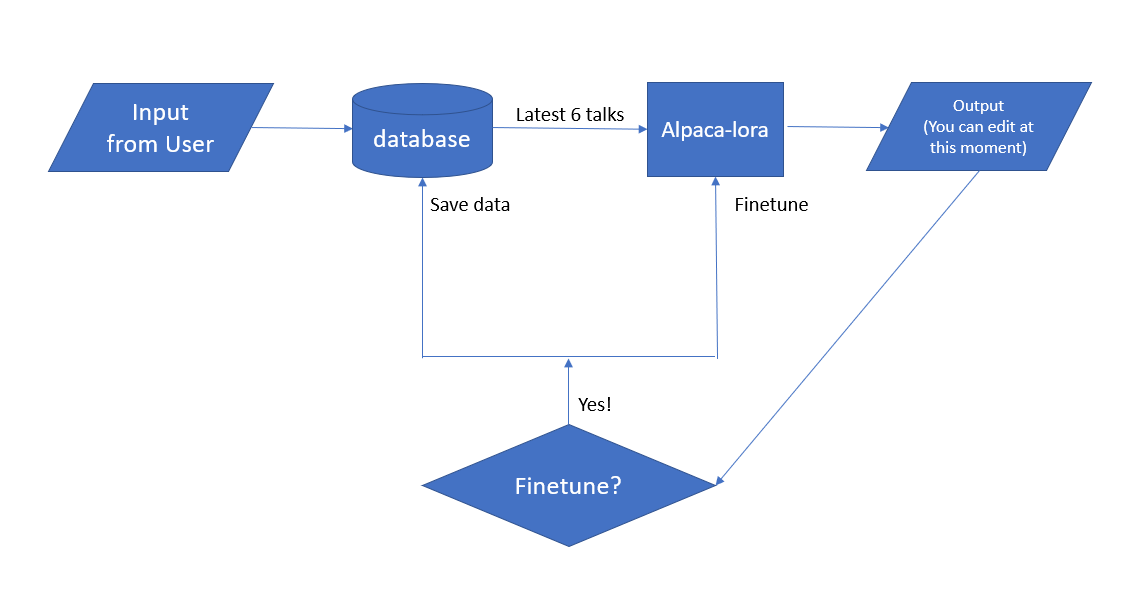 Input
from User
database
Latest 6 talks
Alpaca-lora
Output
(You can edit at
this moment)
Save data
Finetune
Yes!
Finetune?